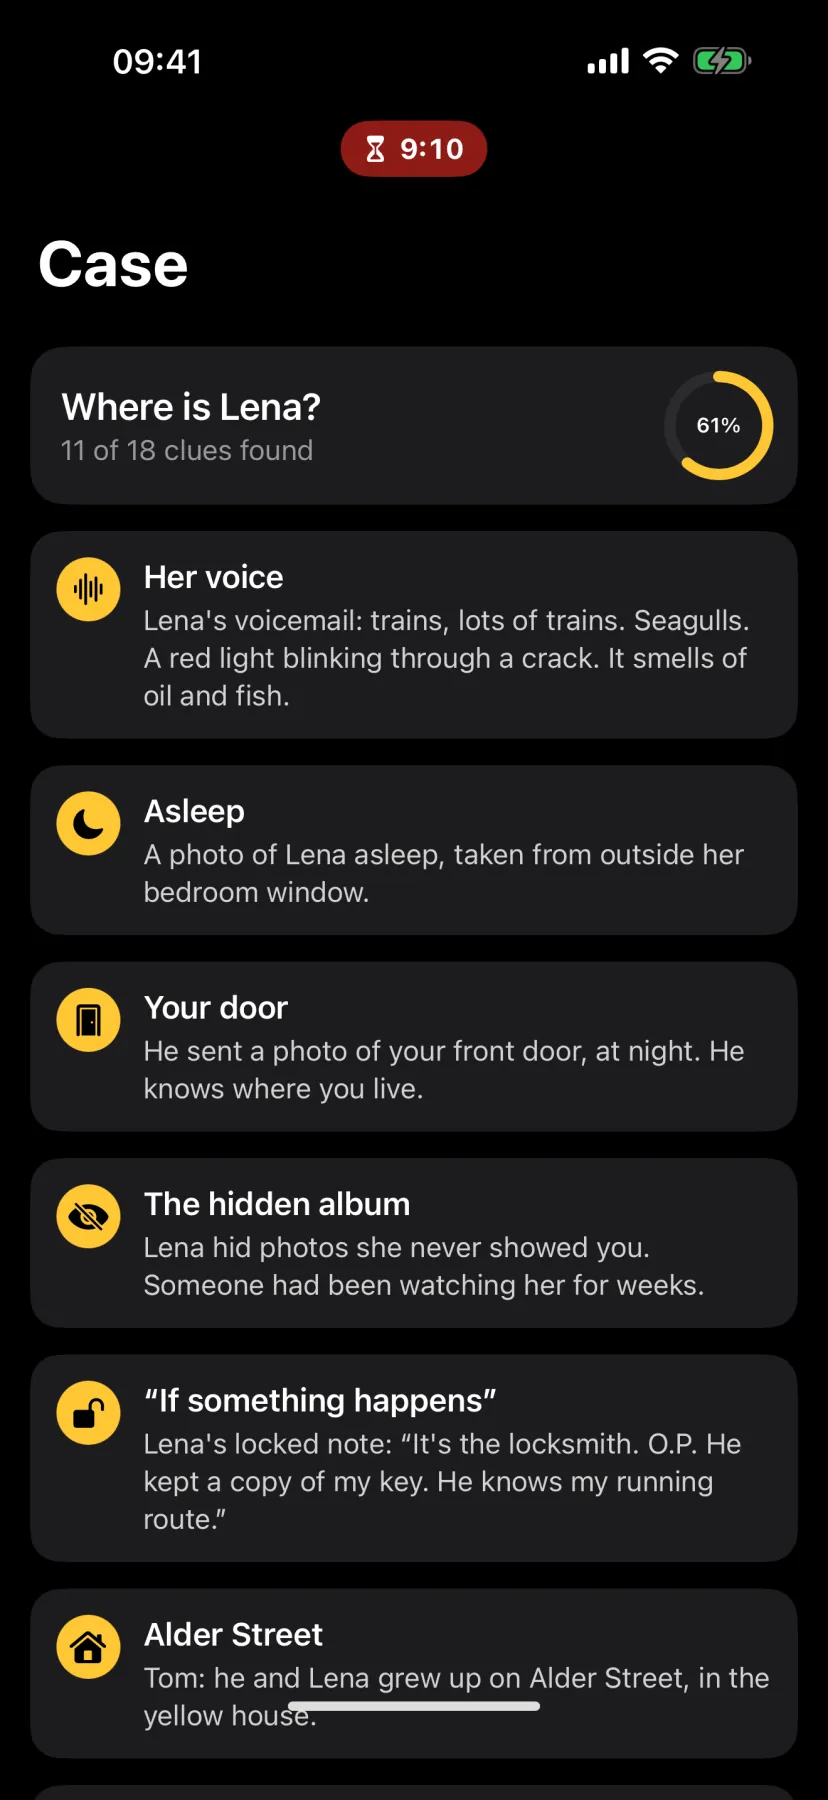 09:41
9:10
Case
Where is Lena?
11 of 18 clues found
61%
Her voice
Lena's voicemail: trains, lots of trains. Seagulls.
A red light blinking through a crack. It smells of
oil and fish.
Asleep
A photo of Lena asleep, taken from outside her
bedroom window.
Your door
He sent a photo of your front door, at night. He
knows where you live.
The hidden album
Lena hid photos she never showed you.
Someone had been watching her for weeks.
“If something happens”
Lena's locked note: “It's the locksmith. O.P. He
kept a copy of my key. He knows my running
route.”
Alder Street
Tom: he and Lena grew up on Alder Street, in the
yellow house.